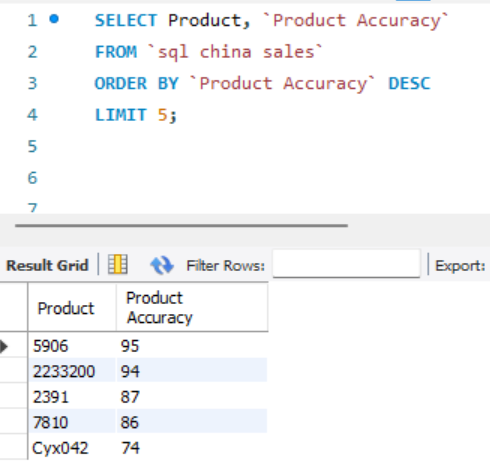 1 SELECT Product, `Product Accuracy`
2 FROM `sql china sales`
3 ORDER BY `Product Accuracy` DESC
4 LIMIT 5;
5
6
7
Result Grid Filter Rows: Export:
Product Product Accuracy
5906 95
2233200 94
2391 87
7810 86
Cyx042 74